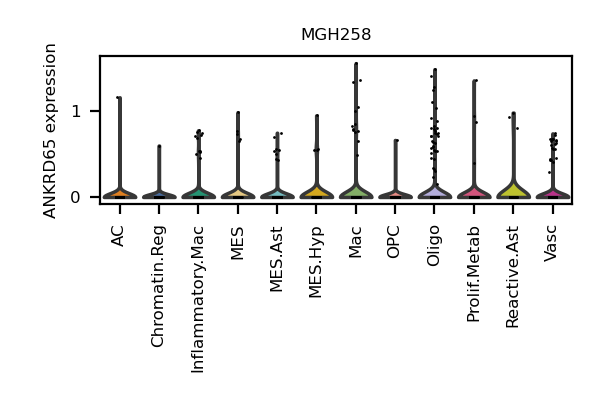 MGH258
ANKRD65 expression
1
0
AC
Chromatin.Reg
Inflammatory.Mac
MES
MES.Ast
MES.Hyp
Mac
OPC
Oligo
Prolif.Metab
Reactive.Ast
Vasc